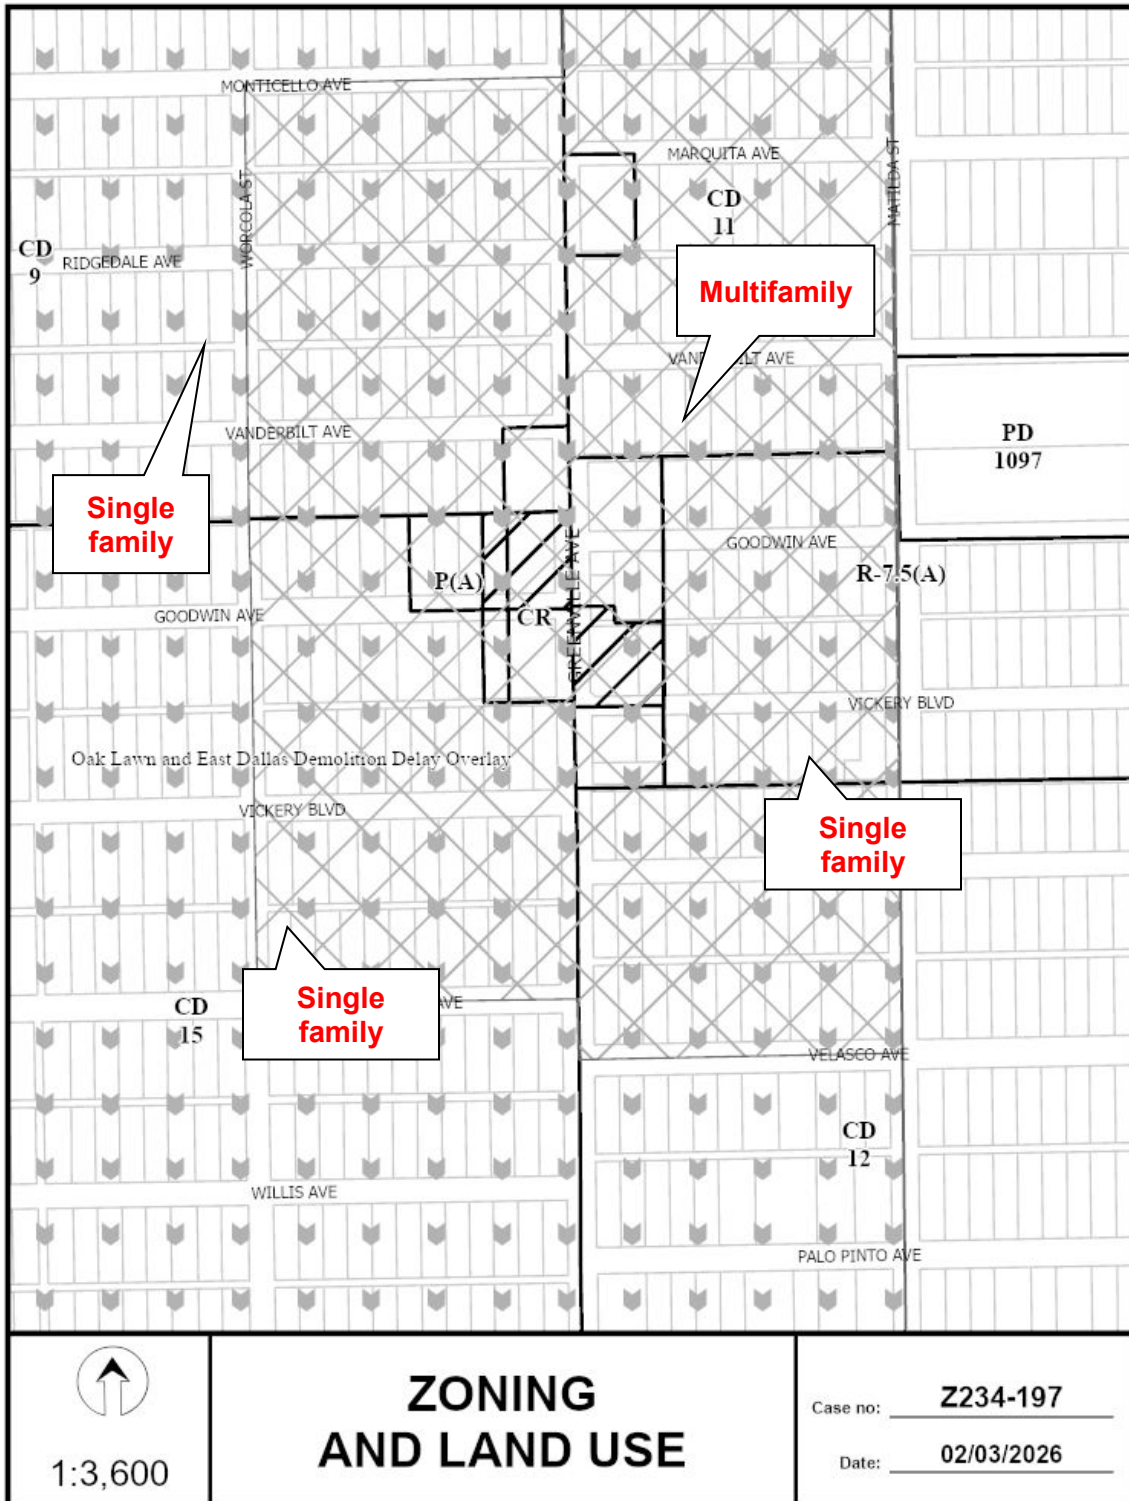 MONTICELLO AVE
MARQUITA AVE
MATILDA ST
WORCOLA ST
CD
11
CD
9
RIDGEDALE AVE
Multifamily
VANDERBILT AVE
VANDERBILT AVE
PD
1097
Single
family
GREENVILLE AVE
GOODWIN AVE
P(A)
R-7.5(A)
GOODWIN AVE
CR
VICKERY BLVD
Oak Lawn and East Dallas Demolition Delay Overlay
VICKERY BLVD
Single
family
Single
family
AVE
CD
15
VELASCO AVE
CD
12
WILLIS AVE
PALO PINTO AVE
1:3,600
ZONING
AND LAND USE
Case no: Z234-197
Date: 02/03/2026